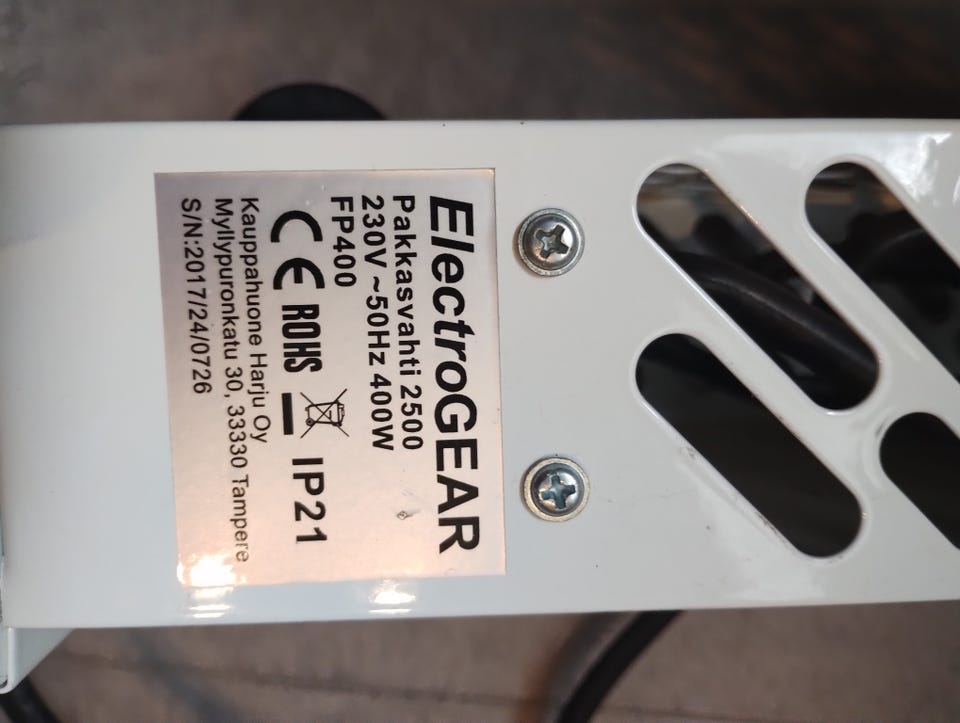 ElectroGEAR
Pakkasvahti 2500
230V ~50Hz 400W
FP400
CE ROHS IP21
Kauppahuone Harju Oy
Myllypuronkatu 30, 33330 Tampere
S/N:2017/24/0726